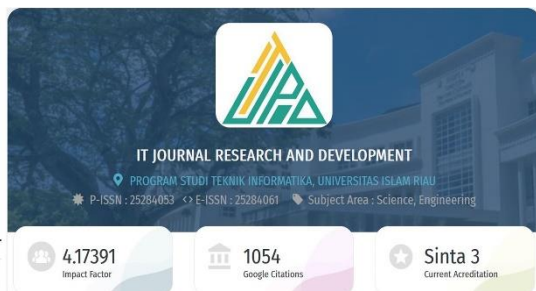 IT JOURNAL RESEARCH AND DEVELOPMENT
PROGRAM STUDI TEKNIK INFORMATIKA, UNIVERSITAS ISLAM RIAU
P-ISSN : 25284053 <> E-ISSN : 25284061 Subject Area : Science, Engineering
4.17391
Impact Factor
1054
Google Citations
Sinta 3
Current Acreditation